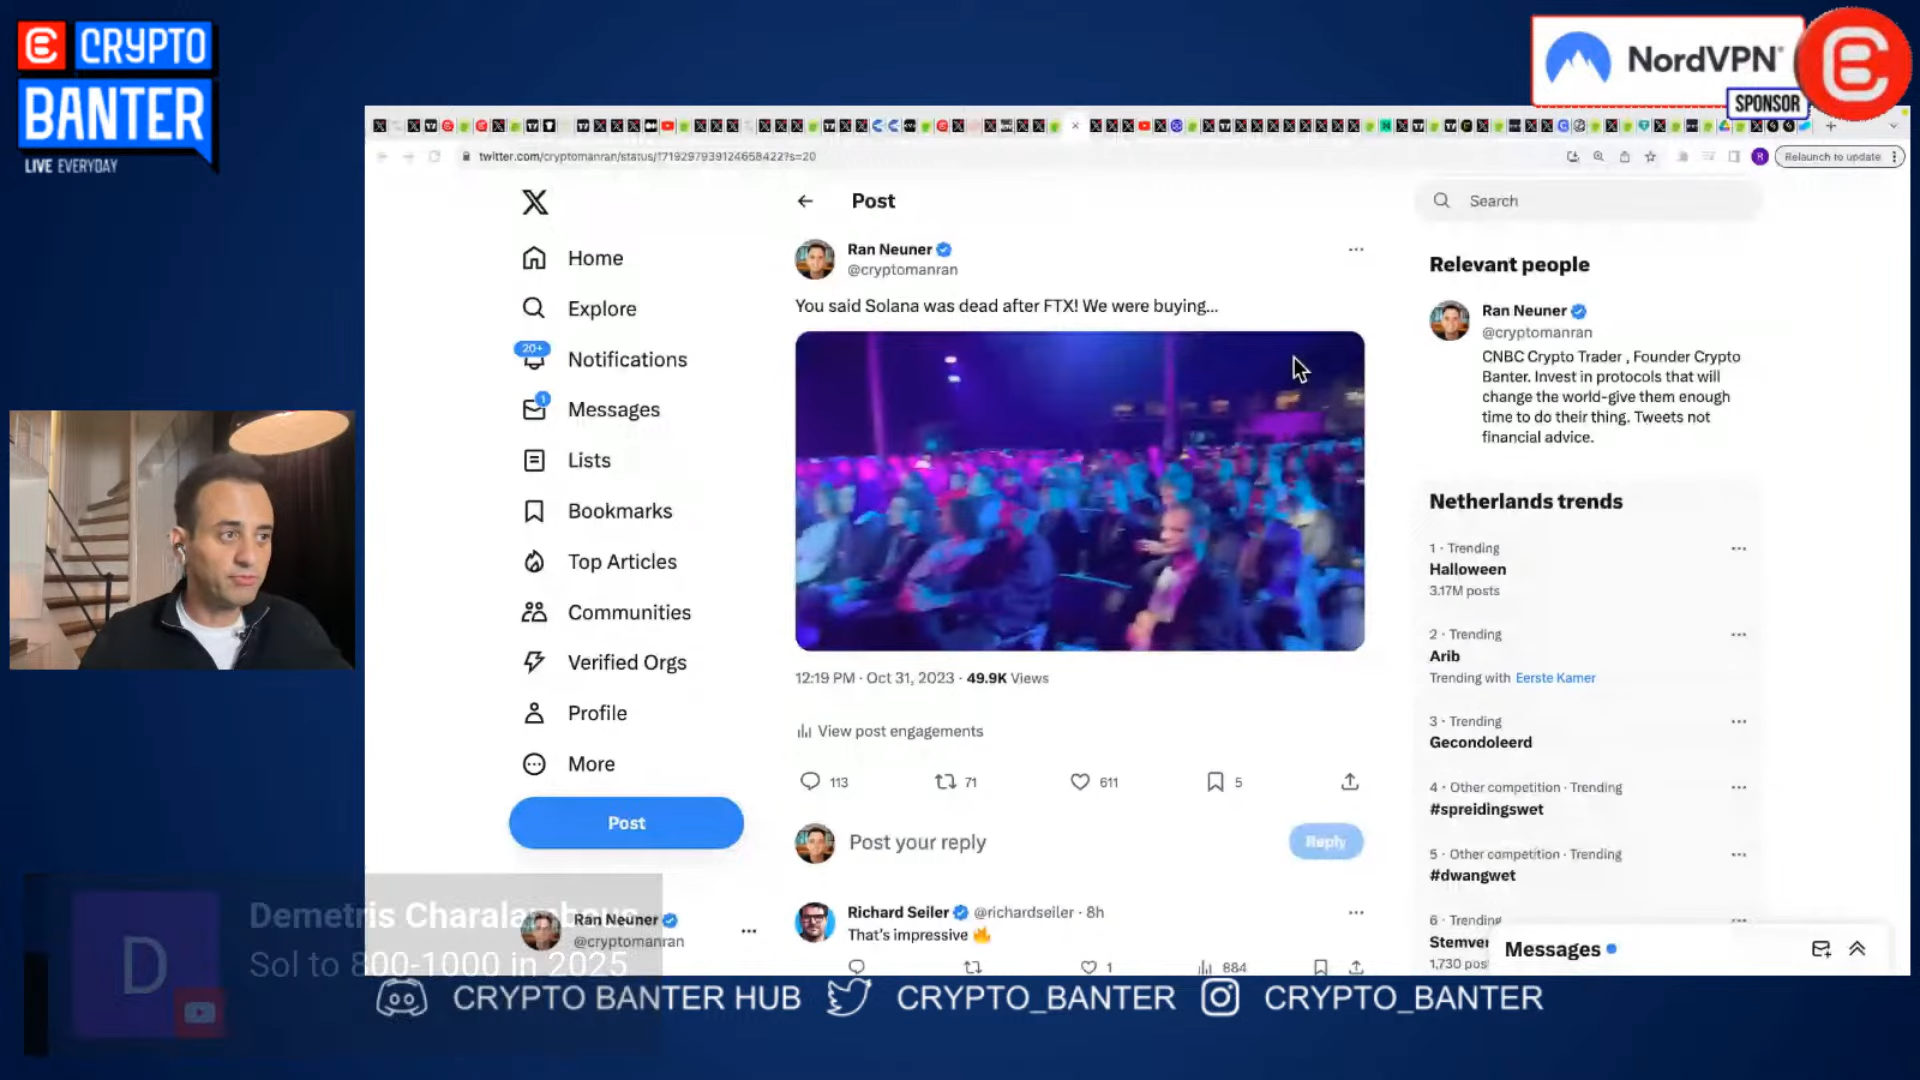 CRYPTO
BANTER
LIVE EVERYDAY
NordVPN
SPONSOR
twitter.com/cryptomanran/status/1719297939124658422?s=20
Relaunch to update
Home
Explore
20+
Notifications
1
Messages
Lists
Bookmarks
Top Articles
Communities
Verified Orgs
Profile
More
Post
Ran Neuner
@cryptomanran
Post
Ran Neuner
@cryptomanran
You said Solana was dead after FTX! We were buying...
12:19 PM · Oct 31, 2023 · 49.9K Views
View post engagements
113
71
611
5
Post your reply
Reply
Richard Seiler @richardseiler · 8h
That's impressive 🔥
1
884
Search
Relevant people
Ran Neuner
@cryptomanran
CNBC Crypto Trader , Founder Crypto
Banter. Invest in protocols that will
change the world-give them enough
time to do their thing. Tweets not
financial advice.
Netherlands trends
1 · Trending
Halloween
3.17M posts
2 · Trending
Arib
Trending with Eerste Kamer
3 · Trending
Gecondoleerd
4 · Other competition · Trending
#spreidingswet
5 · Other competition · Trending
#dwangwet
6 · Trending
Stemver
1,730 pos
Messages
D
Demetris Charalambous
Sol to 800-1000 in 2025
CRYPTO BANTER HUB
CRYPTO_BANTER
CRYPTO_BANTER